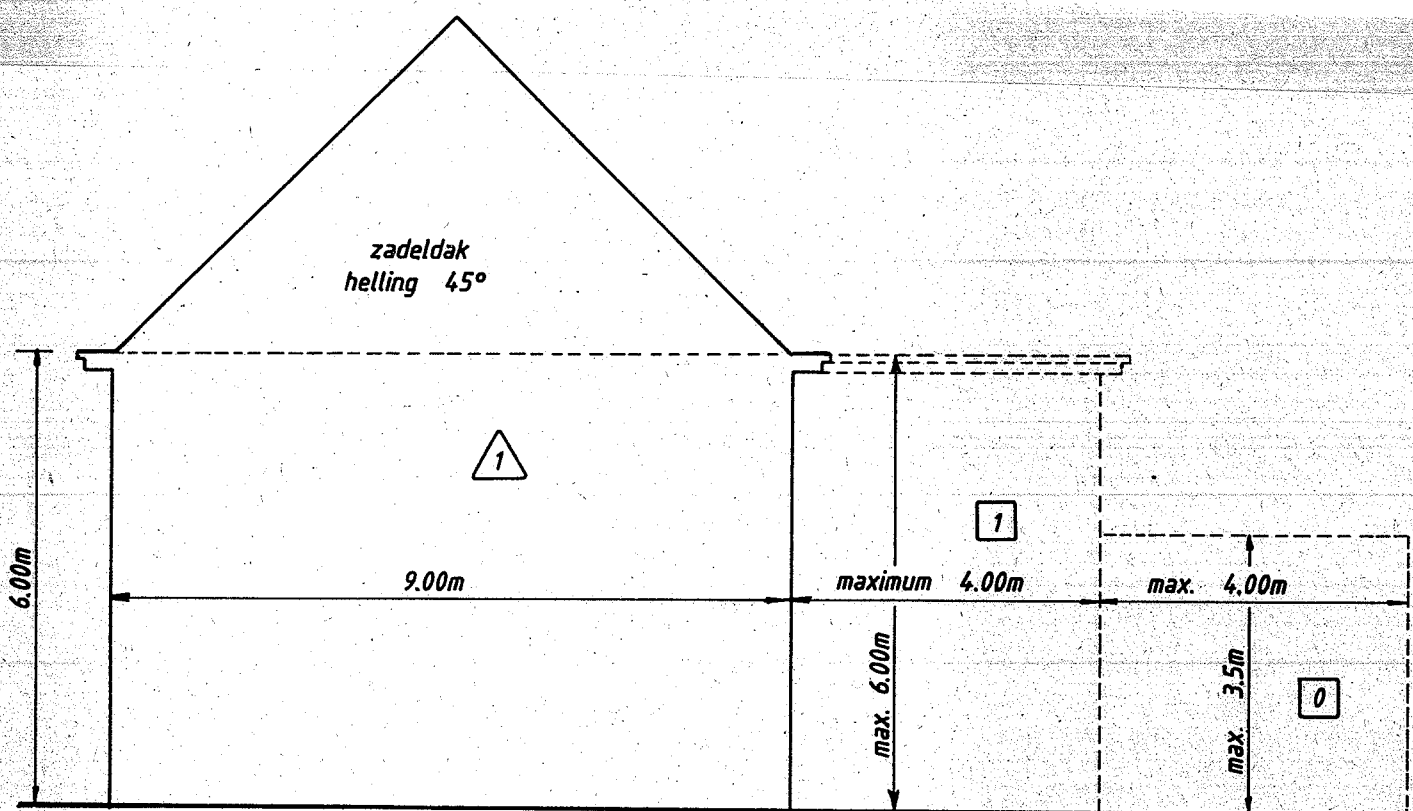 zadeldak
helling 45°
1
1
6.00m
9.00m
maximum 4.00m
max. 4.00m
max. 6.00m
max. 3.5m
0